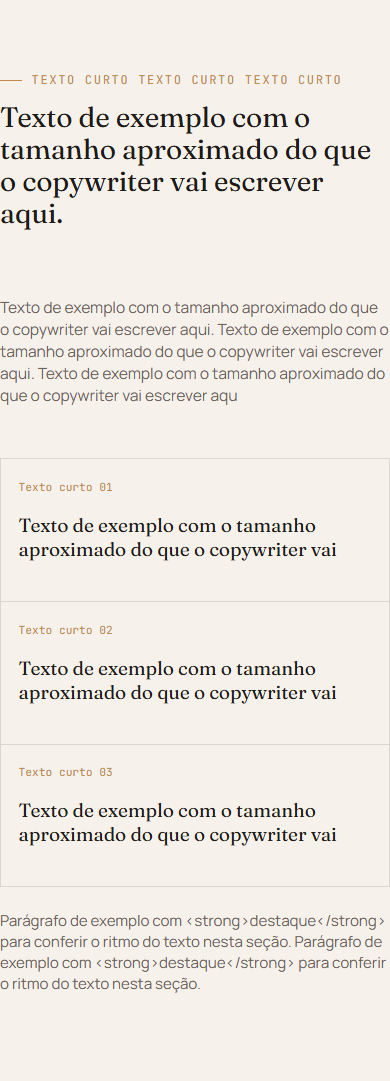 TEXTO CURTO TEXTO CURTO TEXTO CURTO
Texto de exemplo com o
tamanho aproximado do que
o copywriter vai escrever
aqui.
Texto de exemplo com o tamanho aproximado do que
o copywriter vai escrever aqui. Texto de exemplo com o
tamanho aproximado do que o copywriter vai escrever
aqui. Texto de exemplo com o tamanho aproximado do
que o copywriter vai escrever aqu
Texto curto 01
Texto de exemplo com o tamanho
aproximado do que o copywriter vai
Texto curto 02
Texto de exemplo com o tamanho
aproximado do que o copywriter vai
Texto curto 03
Texto de exemplo com o tamanho
aproximado do que o copywriter vai
Parágrafo de exemplo com <strong>destaque</strong>
para conferir o ritmo do texto nesta seção. Parágrafo de
exemplo com <strong>destaque</strong> para conferir
o ritmo do texto nesta seção.